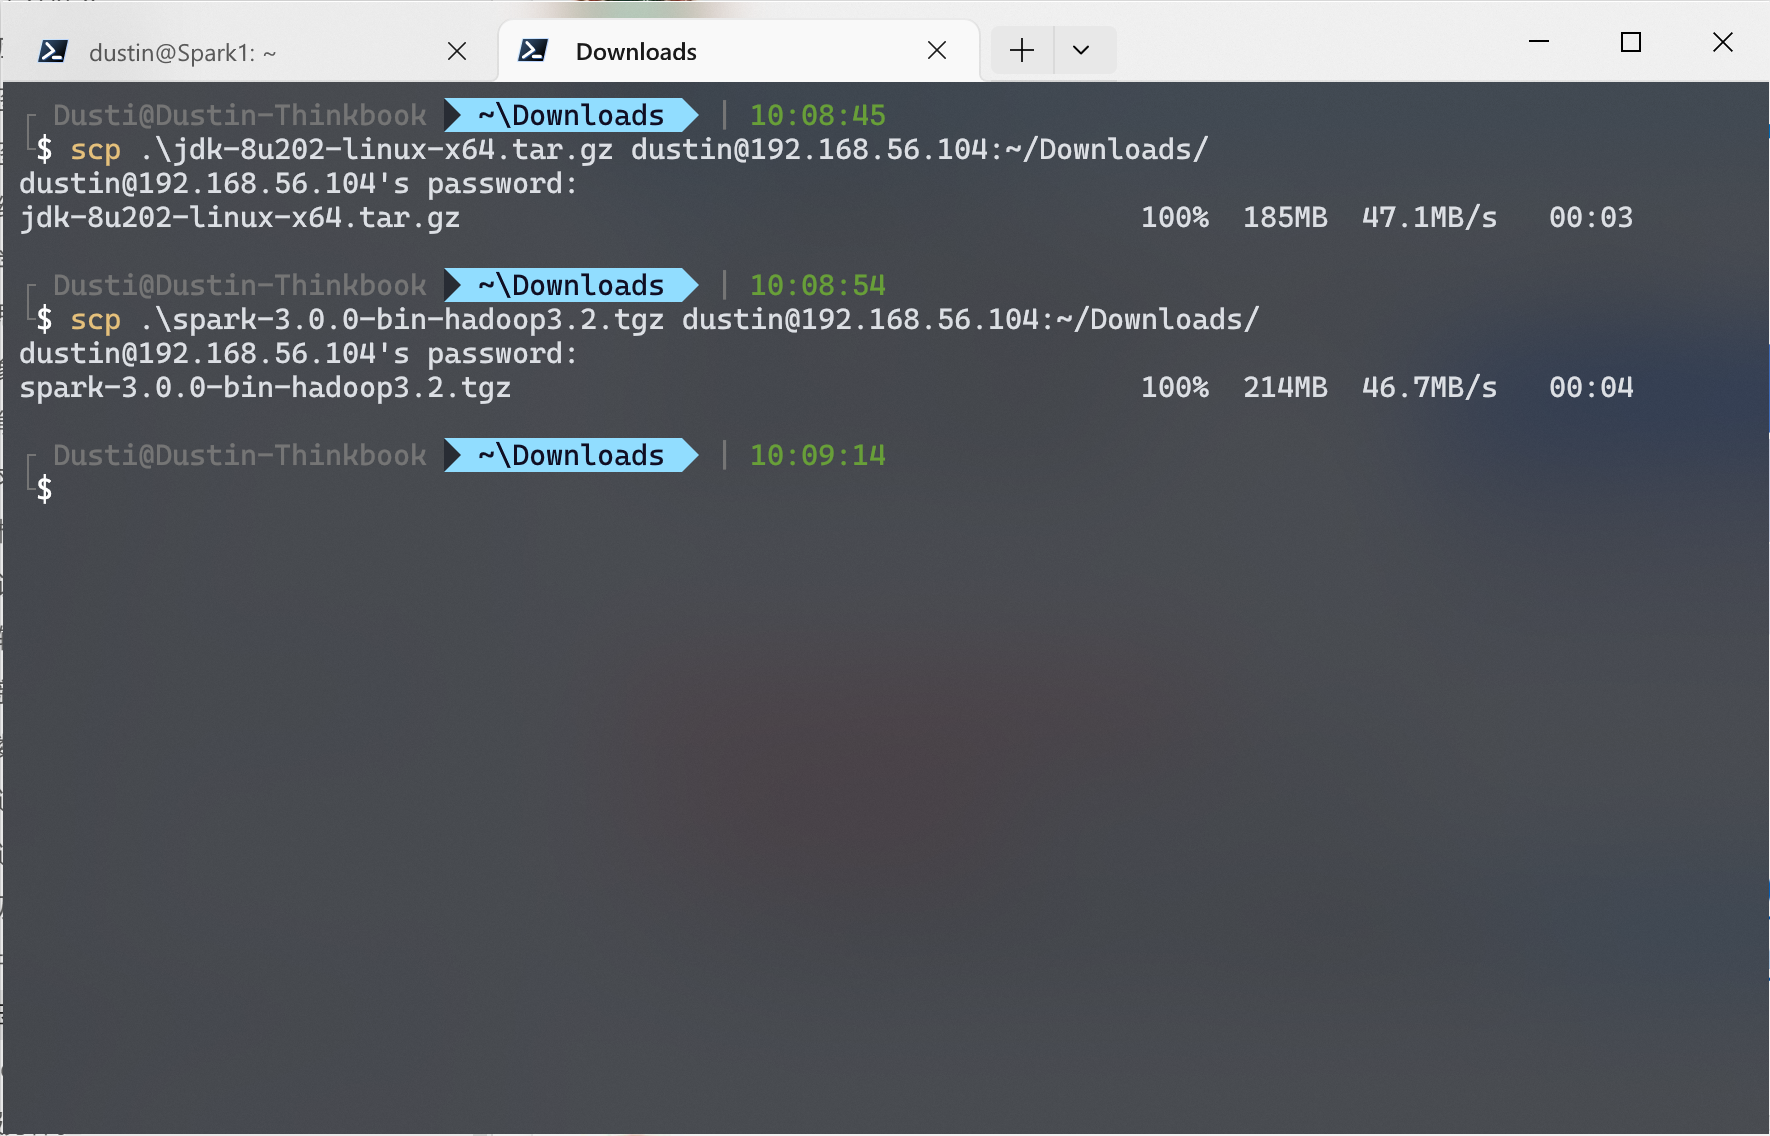 dustin@Spark1: ~
Downloads
Dusti@Dustin-Thinkbook ~\Downloads | 10:08:45
$ scp .\jdk-8u202-linux-x64.tar.gz dustin@192.168.56.104:~/Downloads/
dustin@192.168.56.104's password:
jdk-8u202-linux-x64.tar.gz 100% 185MB 47.1MB/s 00:03
Dusti@Dustin-Thinkbook ~\Downloads | 10:08:54
$ scp .\spark-3.0.0-bin-hadoop3.2.tgz dustin@192.168.56.104:~/Downloads/
dustin@192.168.56.104's password:
spark-3.0.0-bin-hadoop3.2.tgz 100% 214MB 46.7MB/s 00:04
Dusti@Dustin-Thinkbook ~\Downloads | 10:09:14
$